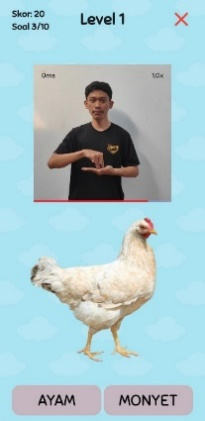 Skor: 20
Level 1
Soal 3/10
0ms
1.0x
AYAM
MONYET